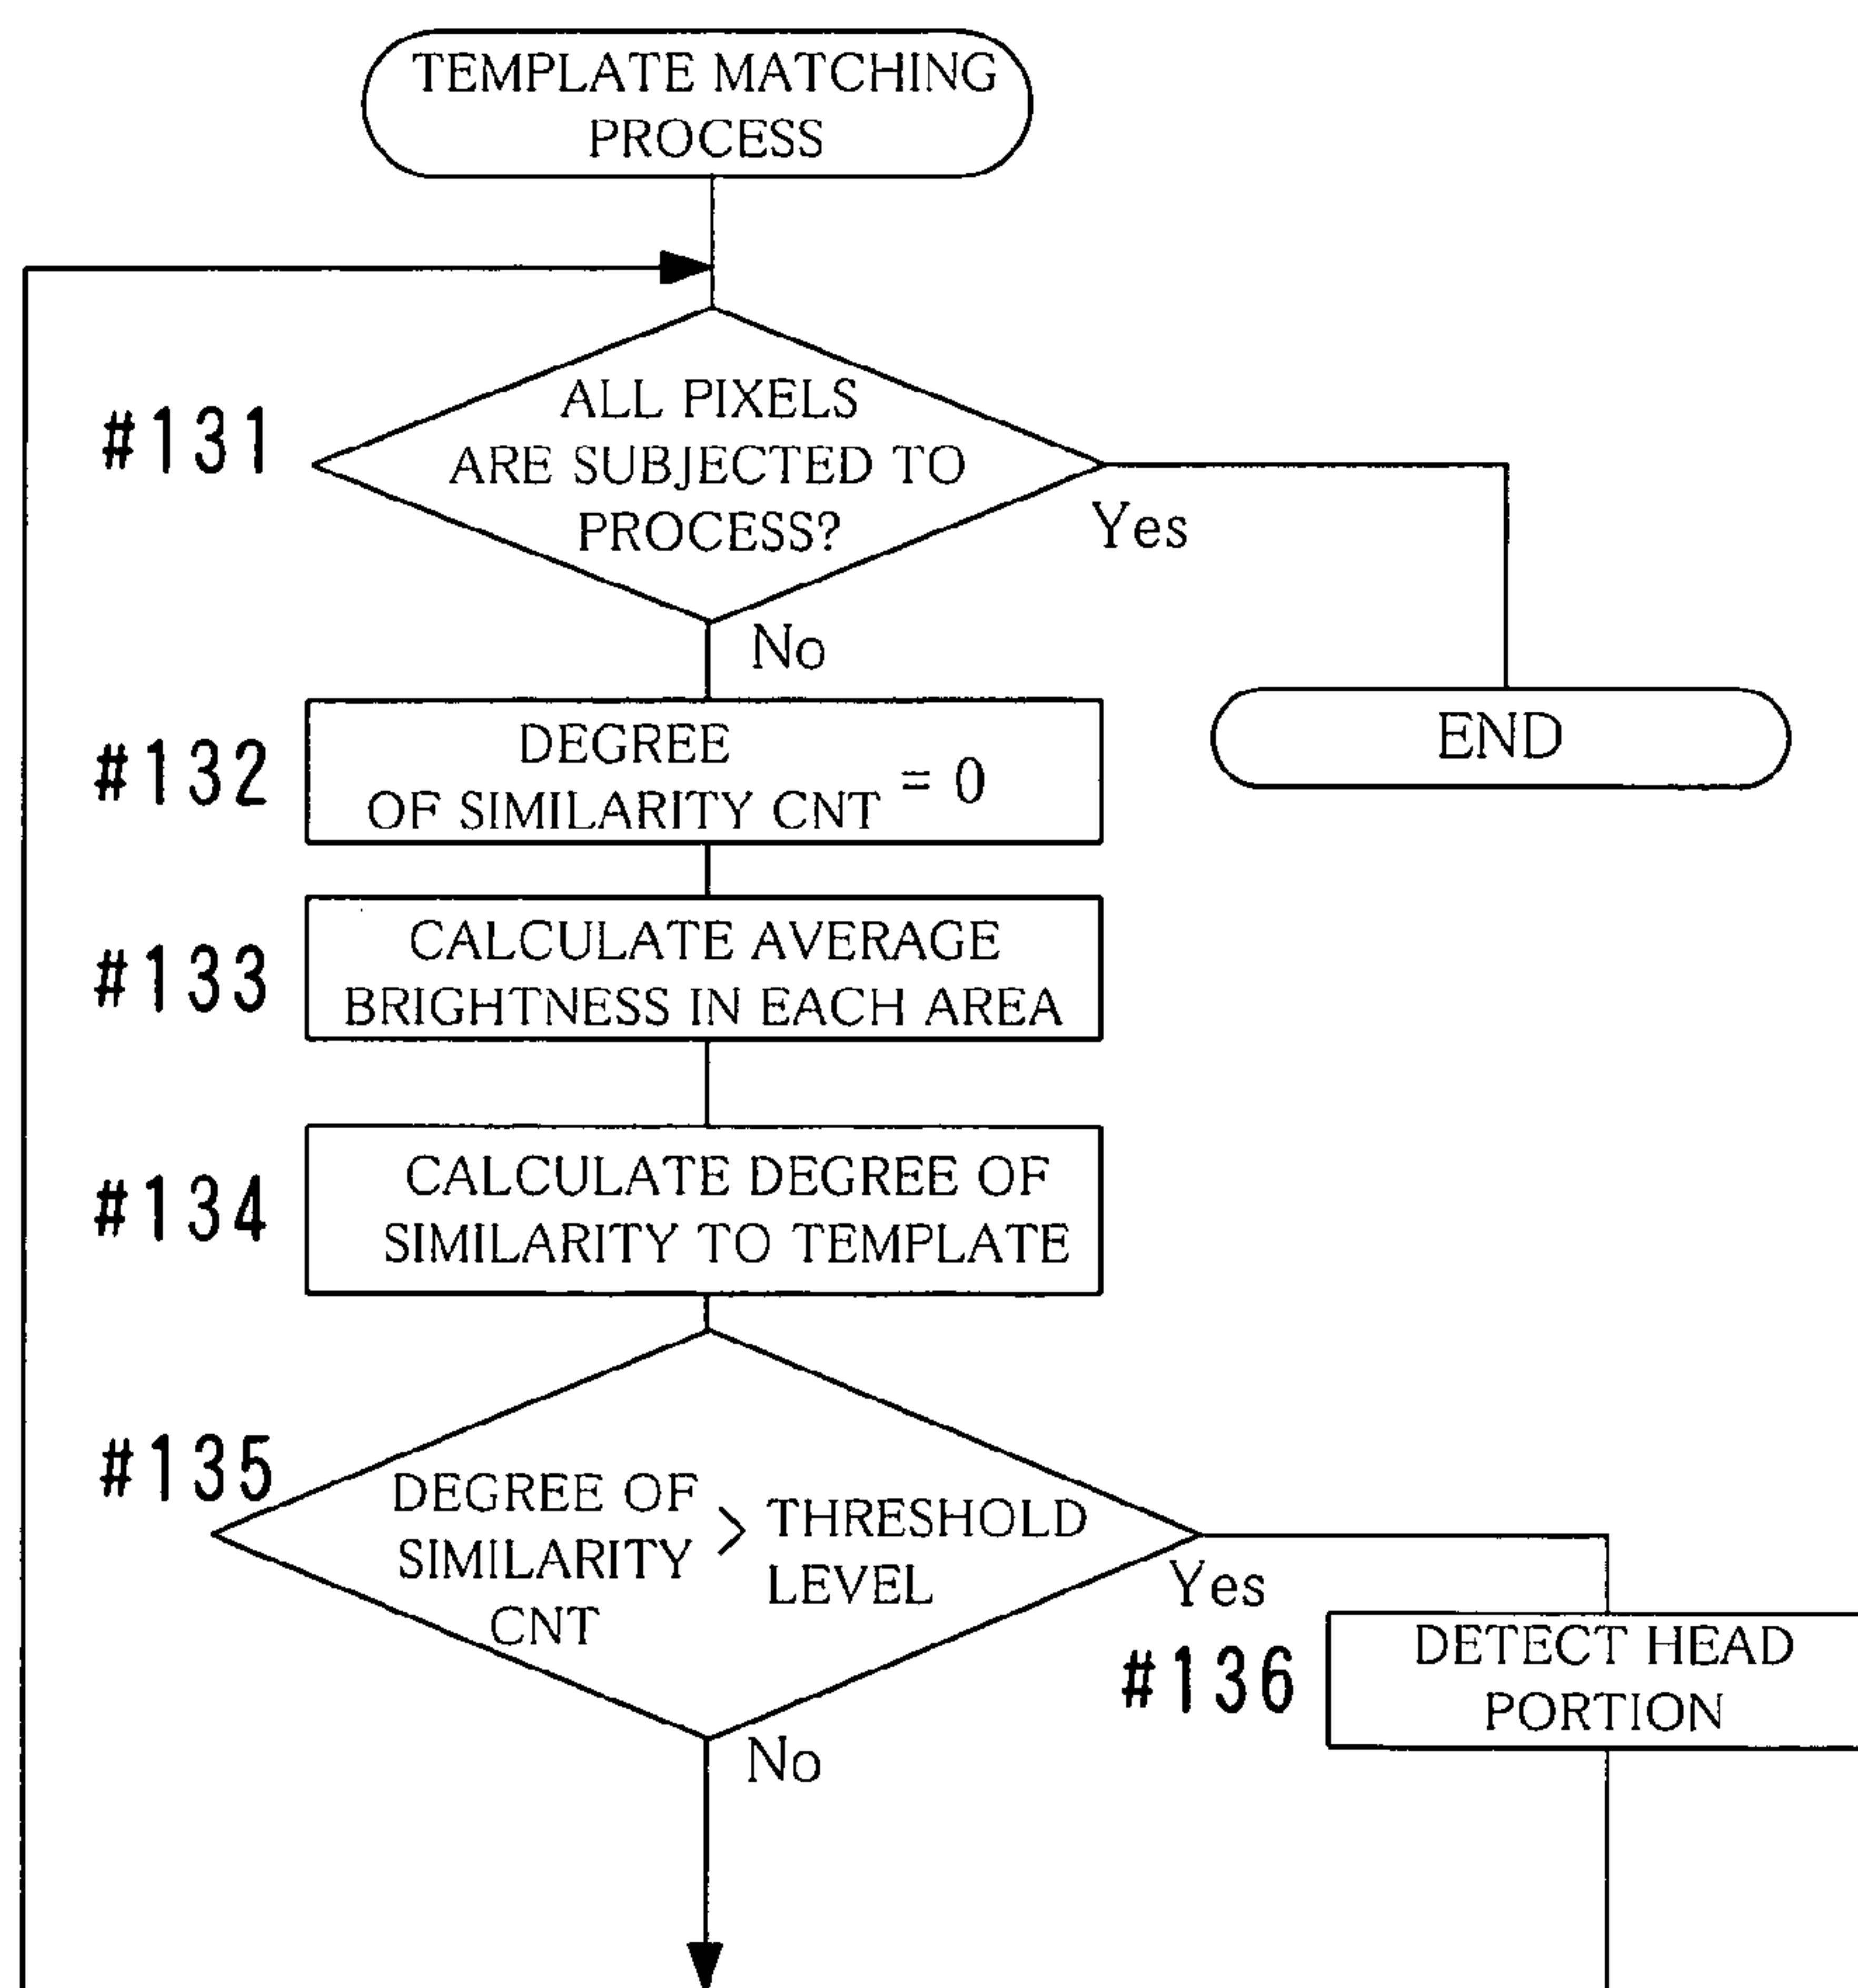 TEMPLATE MATCHING
PROCESS
#131
ALL PIXELS
ARE SUBJECTED TO
PROCESS?
Yes
No
END
#132
DEGREE
OF SIMILARITY CNT = 0
#133
CALCULATE AVERAGE
BRIGHTNESS IN EACH AREA
#134
CALCULATE DEGREE OF
SIMILARITY TO TEMPLATE
#135
DEGREE OF
SIMILARITY
CNT
>
THRESHOLD
LEVEL
Yes
No
#136
DETECT HEAD
PORTION